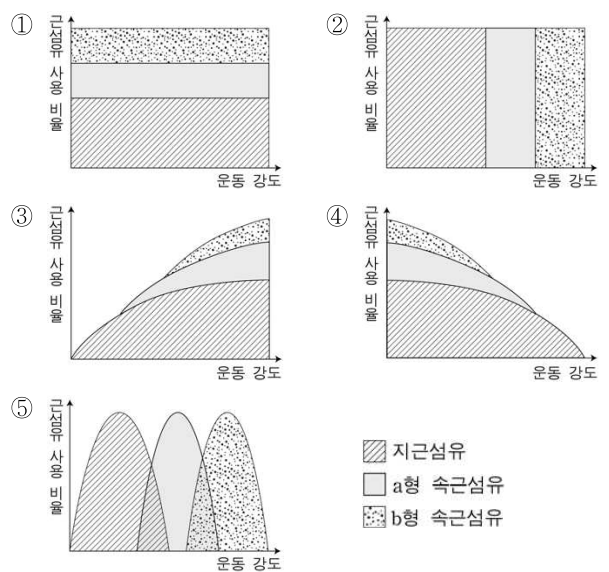 ①
근섬유 사용 비율
운동 강도
②
근섬유 사용 비율
운동 강도
③
근섬유 사용 비율
운동 강도
④
근섬유 사용 비율
운동 강도
⑤
근섬유 사용 비율
운동 강도
지근섬유
a형 속근섬유
b형 속근섬유